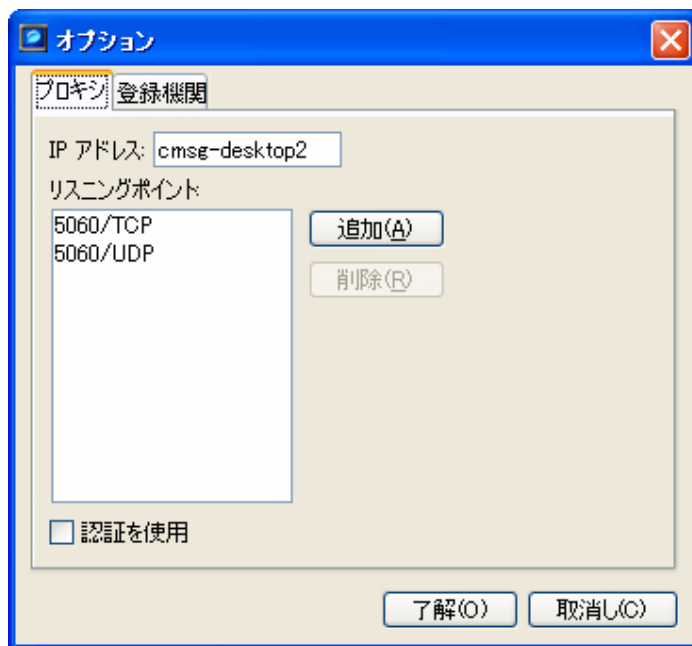 オプション
プロキシ 登録機関
IP アドレス: cmsg-desktop2
リスニングポイント:
5060/TCP
5060/UDP
追加(A)
削除(R)
認証を使用
了解(O) 取消し(C)